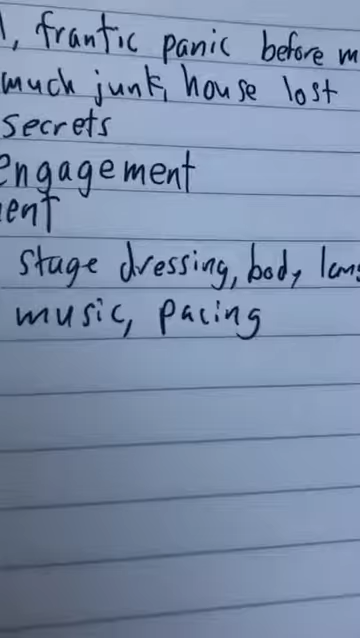 , frantic panic before m
much junk, house lost
secrets
engagement
ent
stage dressing, body lan
music, pacing